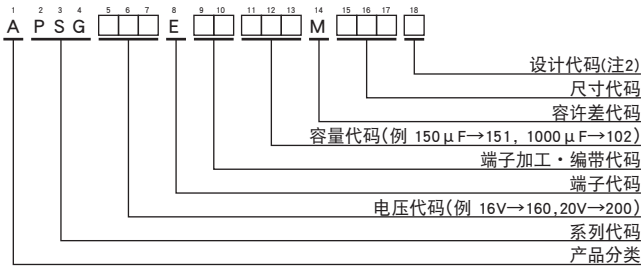 1 2 3 4 5 6 7 8 9 10 11 12 13 14 15 16 17 18
A P S G □ □ □ E □ □ □ □ □ M □ □ □ □
设计代码(注2)
尺寸代码
容许差代码
容量代码(例 150μF→151, 1000μF→102)
端子加工・编带代码
端子代码
电压代码(例 16V→160,20V→200)
系列代码
产品分类